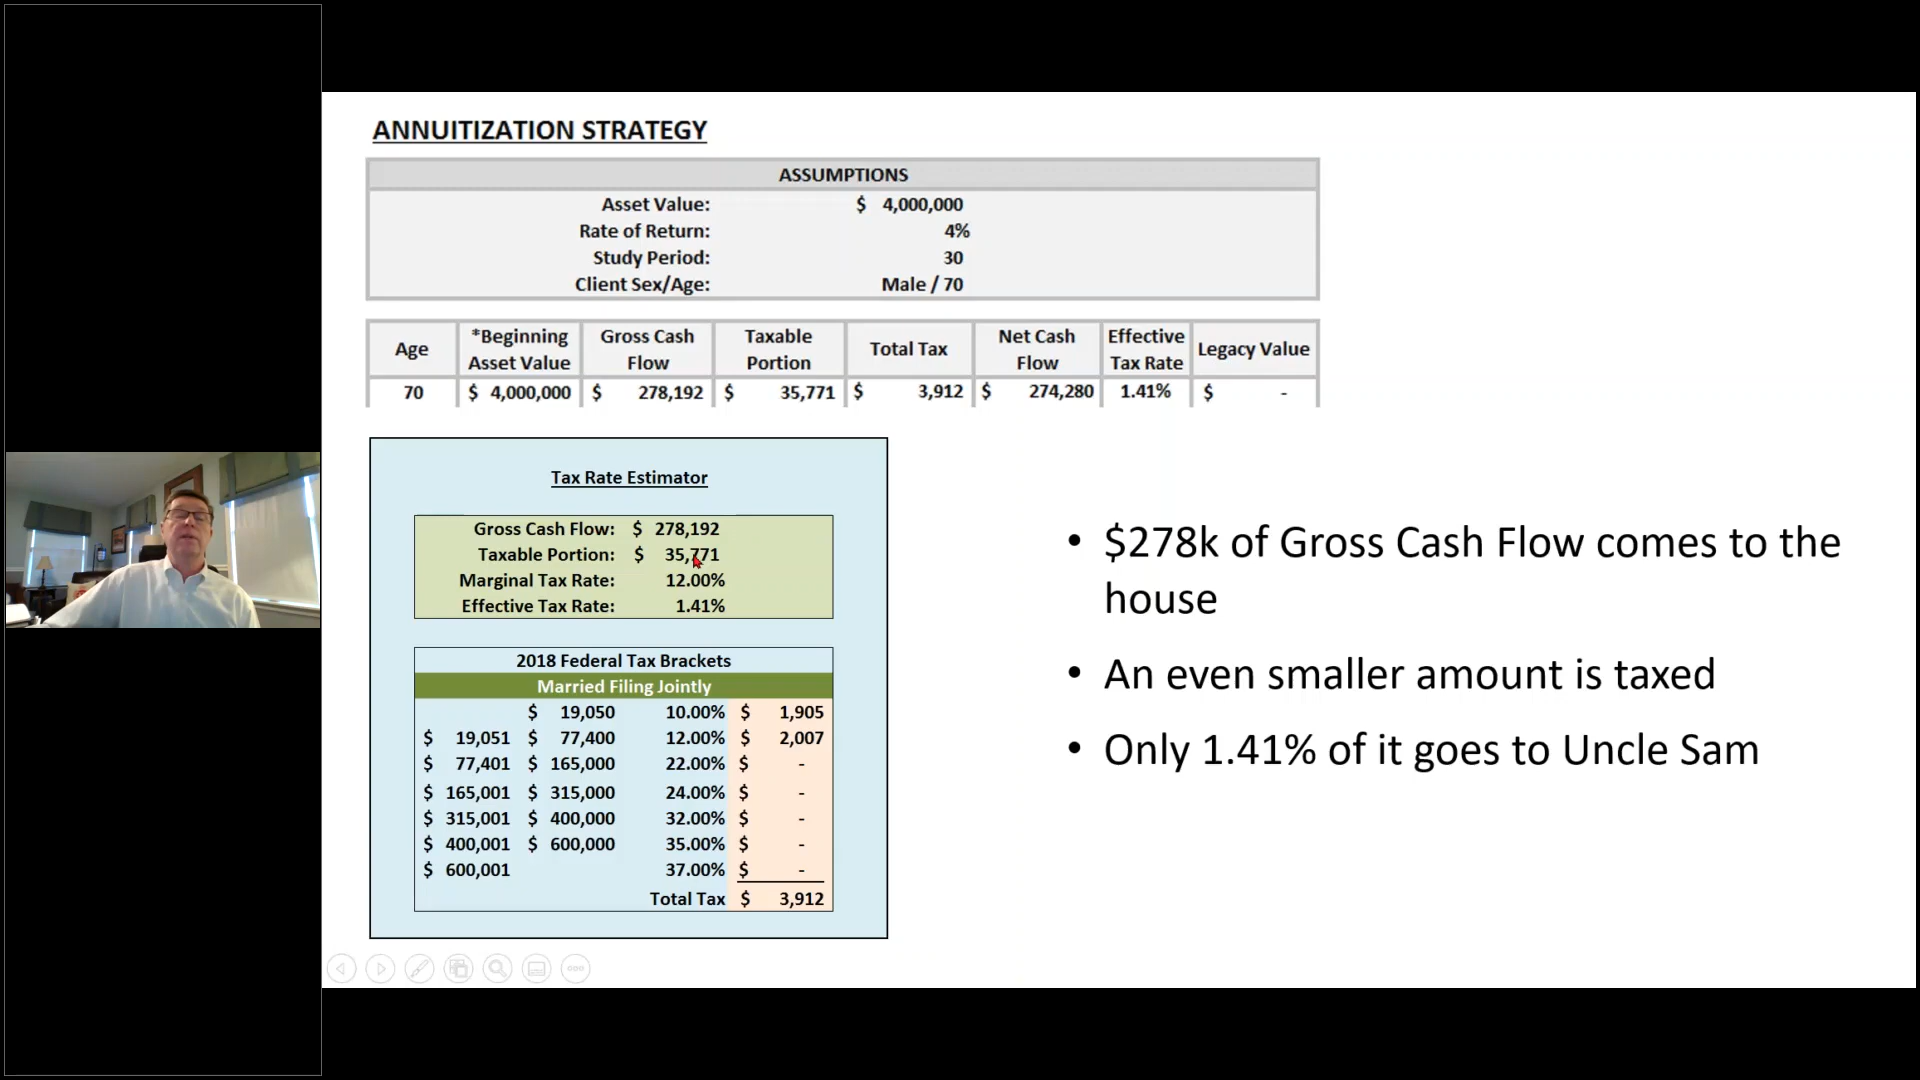 ANNUITIZATION STRATEGY
ASSUMPTIONS
Asset Value: $ 4,000,000
Rate of Return: 4%
Study Period: 30
Client Sex/Age: Male / 70
Age *Beginning Asset Value Gross Cash Flow Taxable Portion Total Tax Net Cash Flow Effective Tax Rate Legacy Value
70 $ 4,000,000 $ 278,192 $ 35,771 $ 3,912 $ 274,280 1.41% $ -
Tax Rate Estimator
Gross Cash Flow: $ 278,192
Taxable Portion: $ 35,771
Marginal Tax Rate: 12.00%
Effective Tax Rate: 1.41%
2018 Federal Tax Brackets
Married Filing Jointly
$ 19,050 10.00% $ 1,905
$ 19,051 $ 77,400 12.00% $ 2,007
$ 77,401 $ 165,000 22.00% $ -
$ 165,001 $ 315,000 24.00% $ -
$ 315,001 $ 400,000 32.00% $ -
$ 400,001 $ 600,000 35.00% $ -
$ 600,001 37.00% $ -
Total Tax $ 3,912
• $278k of Gross Cash Flow comes to the
house
• An even smaller amount is taxed
• Only 1.41% of it goes to Uncle Sam